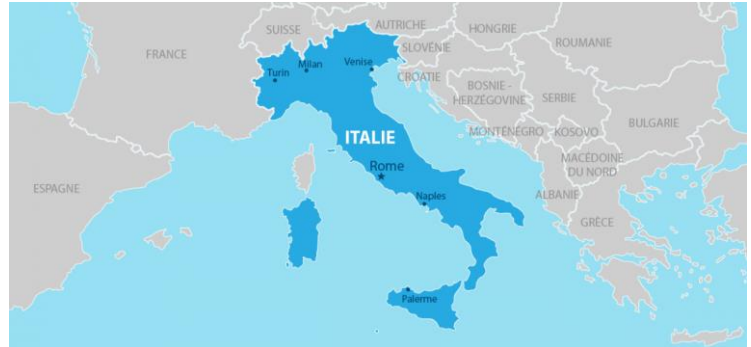 AUTRICHE
HONGRIE
SUISSE
ROUMANIE
SLOVÉNIE
FRANCE
Milan
Venise
Turin
CROATIE
BOSNIE -
HERZÉGOVINE
SERBIE
BULGARIE
ITALIE
MONTÉNÉGRO
KOSOVO
MACÉDOINE
DU NORD
Rome
ESPAGNE
Naples
ALBANIE
GRÈCE
Palerme